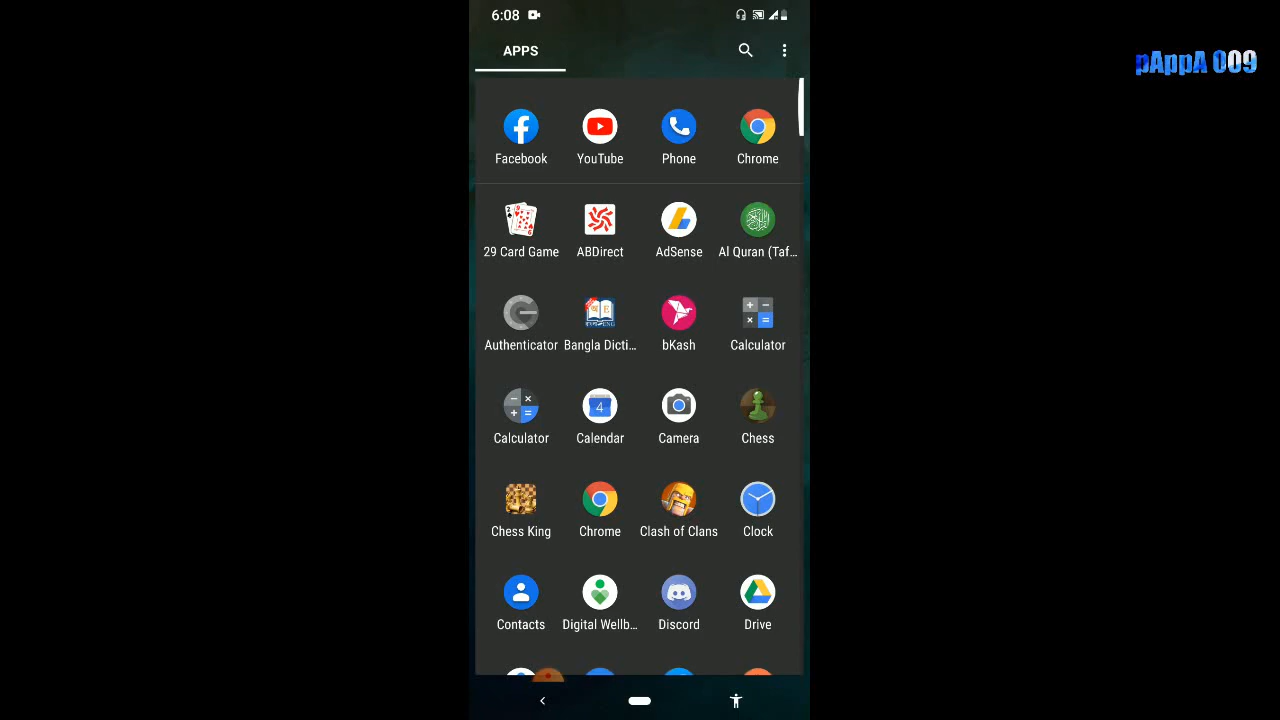 6:08
pAppA 009
APPS
Facebook YouTube Phone Chrome
29 Card Game ABDirect AdSense Al Quran (Taf...
Authenticator Bangla Dicti... bKash Calculator
4
Calculator Calendar Camera Chess
Chess King Chrome Clash of Clans Clock
Contacts Digital Wellb... Discord Drive